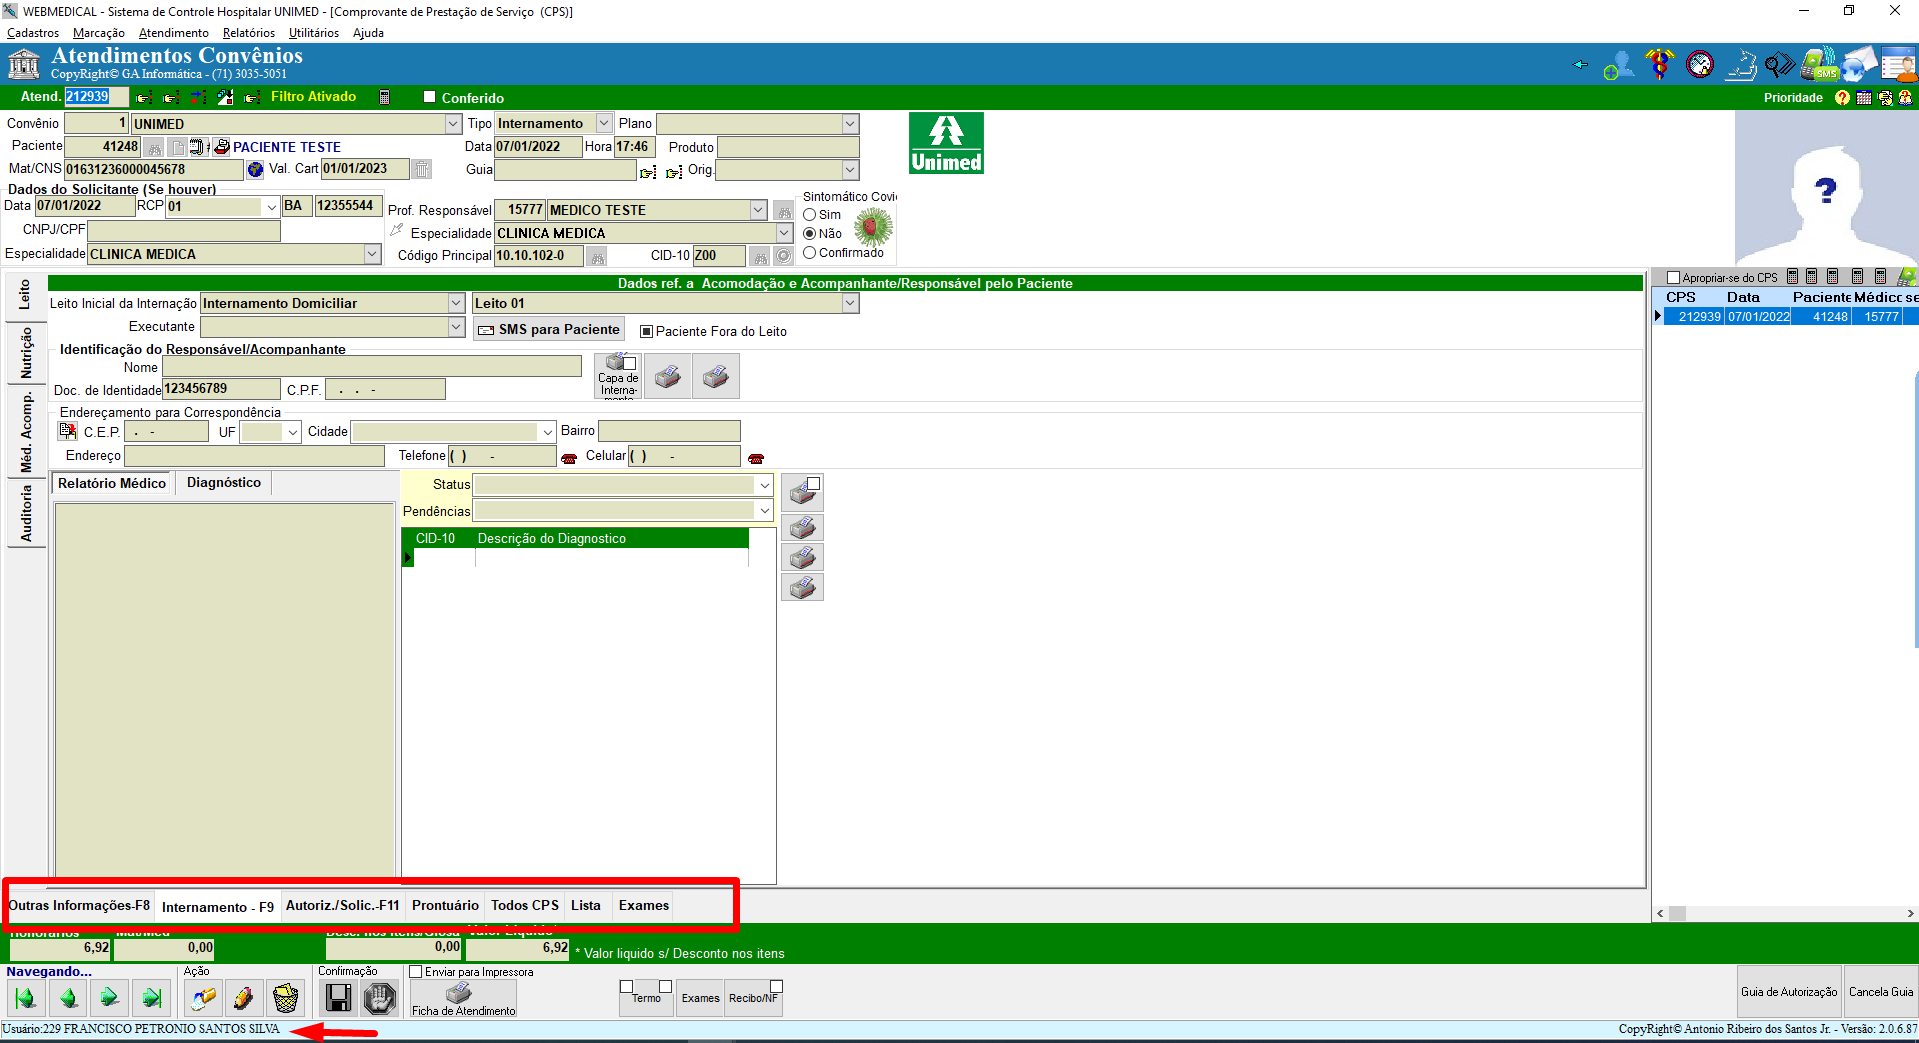 WEBMEDICAL - Sistema de Controle Hospitalar UNIMED - [Comprovante de Prestação de Serviço (CPS)]
Cadastros Marcação Atendimento Relatórios Utilitários Ajuda
Atendimentos Convênios
CopyRight© GA Informática - (71) 3035-5051
SMS
Atend. 212939 Filtro Ativado Conferido Prioridade
Convênio 1 UNIMED Tipo Internamento Plano
Paciente 41248 PACIENTE TESTE Data 07/01/2022 Hora 17:46 Produto
Unimed
Mat/CNS 01631236000045678 Val. Cart 01/01/2023 Guia Orig.
Dados do Solicitante (Se houver)
Data 07/01/2022 RCP 01 BA 12355544 Prof. Responsável 15777 MEDICO TESTE
CNPJ/CPF Especialidade CLINICA MEDICA
Especialidade CLINICA MEDICA Código Principal 10.10.102-0 CID-10 Z00
Sintomático Covi
Sim
Não
Confirmado
Leito
Nutrição
Méd. Acomp.
Auditoria
Dados ref. a Acomodação e Acompanhante/Responsável pelo Paciente
Leito Inicial da Internação Internamento Domiciliar Leito 01
Executante SMS para Paciente Paciente Fora do Leito
Identificação do Responsável/Acompanhante
Nome
Doc. de Identidade 123456789 C.P.F. . . -
Capa de
Interna-
Endereçamento para Correspondência
C.E.P. . - UF Cidade Bairro
Endereço Telefone ( ) - Celular ( ) -
Relatório Médico Diagnóstico
Status
Pendências
CID-10 Descrição do Diagnostico
Apropriar-se do CPS
CPS Data Paciente Médico se
212939 07/01/2022 41248 15777
Outras Informações-F8 Internamento - F9 Autoriz./Solic.-F11 Prontuário Todos CPS Lista Exames
Honorários Mat/Med Desc. nos itens/Glosa Valor Liquido
6,92 0,00 0,00 6,92 * Valor liquido s/ Desconto nos itens
Navegando... Ação Confirmação Enviar para Impressora
Ficha de Atendimento
Termo Exames Recibo/NF
Guia de Autorização Cancela Guia
Usuário:229 FRANCISCO PETRONIO SANTOS SILVA
CopyRight© Antonio Ribeiro dos Santos Jr. - Versão: 2.0.6.87